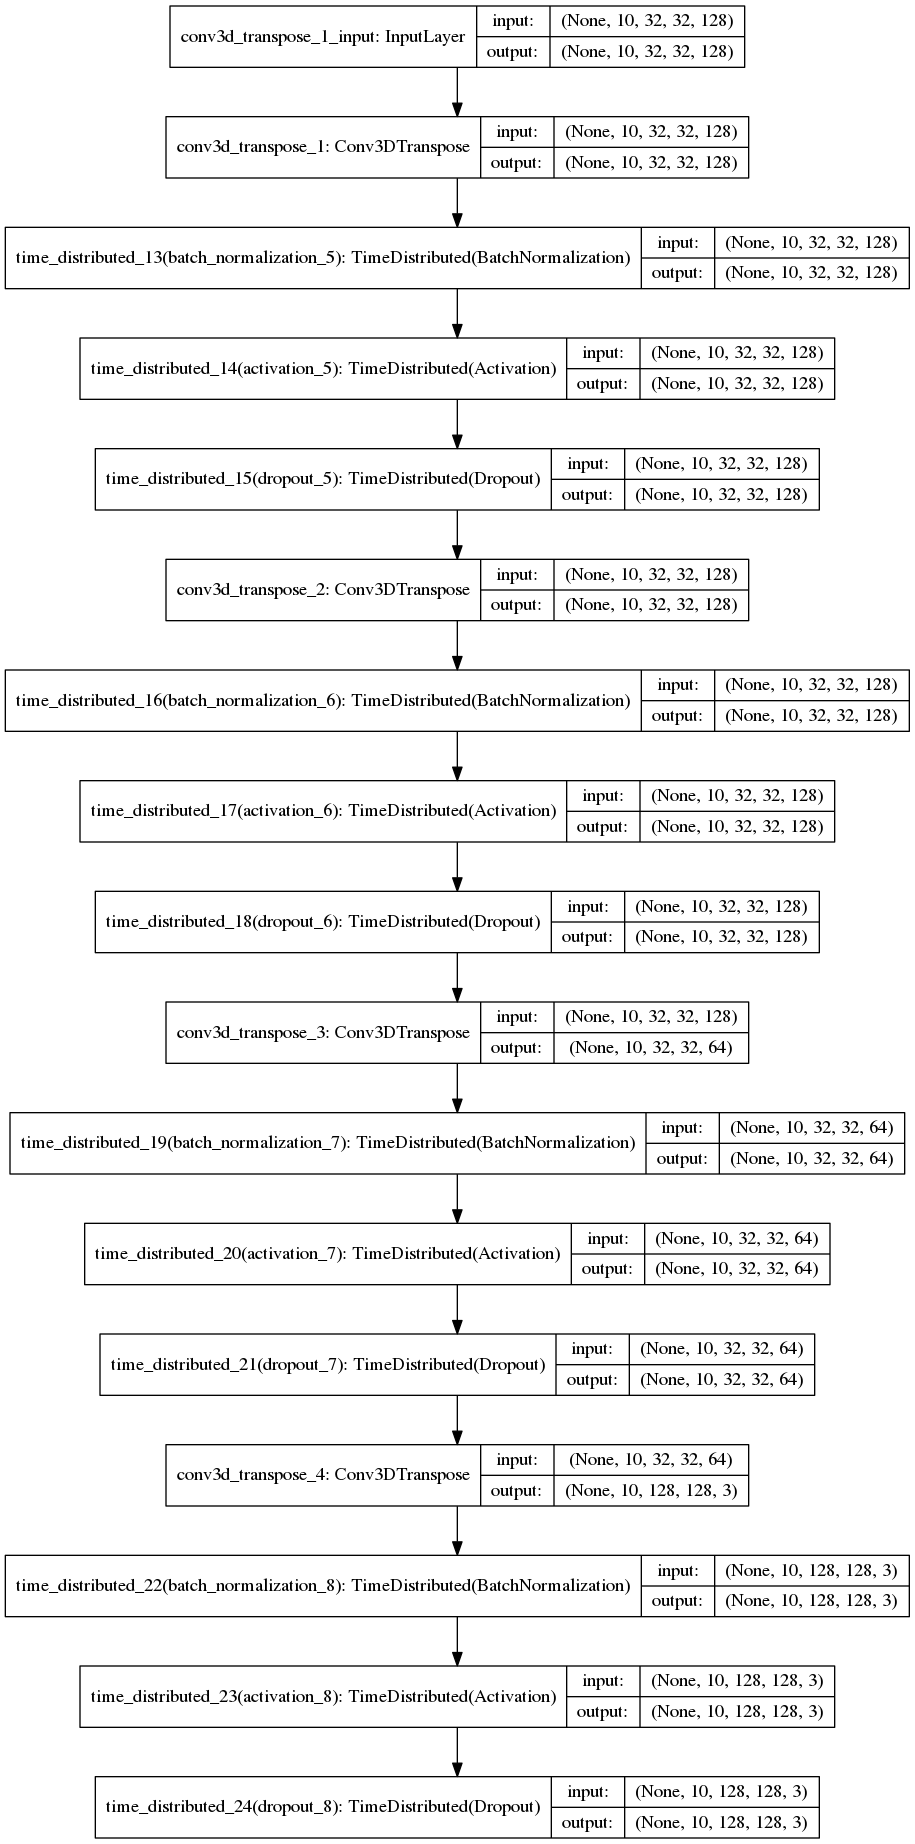 conv3d_transpose_1_input: InputLayer
input: (None, 10, 32, 32, 128)
output: (None, 10, 32, 32, 128)
conv3d_transpose_1: Conv3DTranspose
input: (None, 10, 32, 32, 128)
output: (None, 10, 32, 32, 128)
time_distributed_13(batch_normalization_5): TimeDistributed(BatchNormalization)
input: (None, 10, 32, 32, 128)
output: (None, 10, 32, 32, 128)
time_distributed_14(activation_5): TimeDistributed(Activation)
input: (None, 10, 32, 32, 128)
output: (None, 10, 32, 32, 128)
time_distributed_15(dropout_5): TimeDistributed(Dropout)
input: (None, 10, 32, 32, 128)
output: (None, 10, 32, 32, 128)
conv3d_transpose_2: Conv3DTranspose
input: (None, 10, 32, 32, 128)
output: (None, 10, 32, 32, 128)
time_distributed_16(batch_normalization_6): TimeDistributed(BatchNormalization)
input: (None, 10, 32, 32, 128)
output: (None, 10, 32, 32, 128)
time_distributed_17(activation_6): TimeDistributed(Activation)
input: (None, 10, 32, 32, 128)
output: (None, 10, 32, 32, 128)
time_distributed_18(dropout_6): TimeDistributed(Dropout)
input: (None, 10, 32, 32, 128)
output: (None, 10, 32, 32, 128)
conv3d_transpose_3: Conv3DTranspose
input: (None, 10, 32, 32, 128)
output: (None, 10, 32, 32, 64)
time_distributed_19(batch_normalization_7): TimeDistributed(BatchNormalization)
input: (None, 10, 32, 32, 64)
output: (None, 10, 32, 32, 64)
time_distributed_20(activation_7): TimeDistributed(Activation)
input: (None, 10, 32, 32, 64)
output: (None, 10, 32, 32, 64)
time_distributed_21(dropout_7): TimeDistributed(Dropout)
input: (None, 10, 32, 32, 64)
output: (None, 10, 32, 32, 64)
conv3d_transpose_4: Conv3DTranspose
input: (None, 10, 32, 32, 64)
output: (None, 10, 128, 128, 3)
time_distributed_22(batch_normalization_8): TimeDistributed(BatchNormalization)
input: (None, 10, 128, 128, 3)
output: (None, 10, 128, 128, 3)
time_distributed_23(activation_8): TimeDistributed(Activation)
input: (None, 10, 128, 128, 3)
output: (None, 10, 128, 128, 3)
time_distributed_24(dropout_8): TimeDistributed(Dropout)
input: (None, 10, 128, 128, 3)
output: (None, 10, 128, 128, 3)